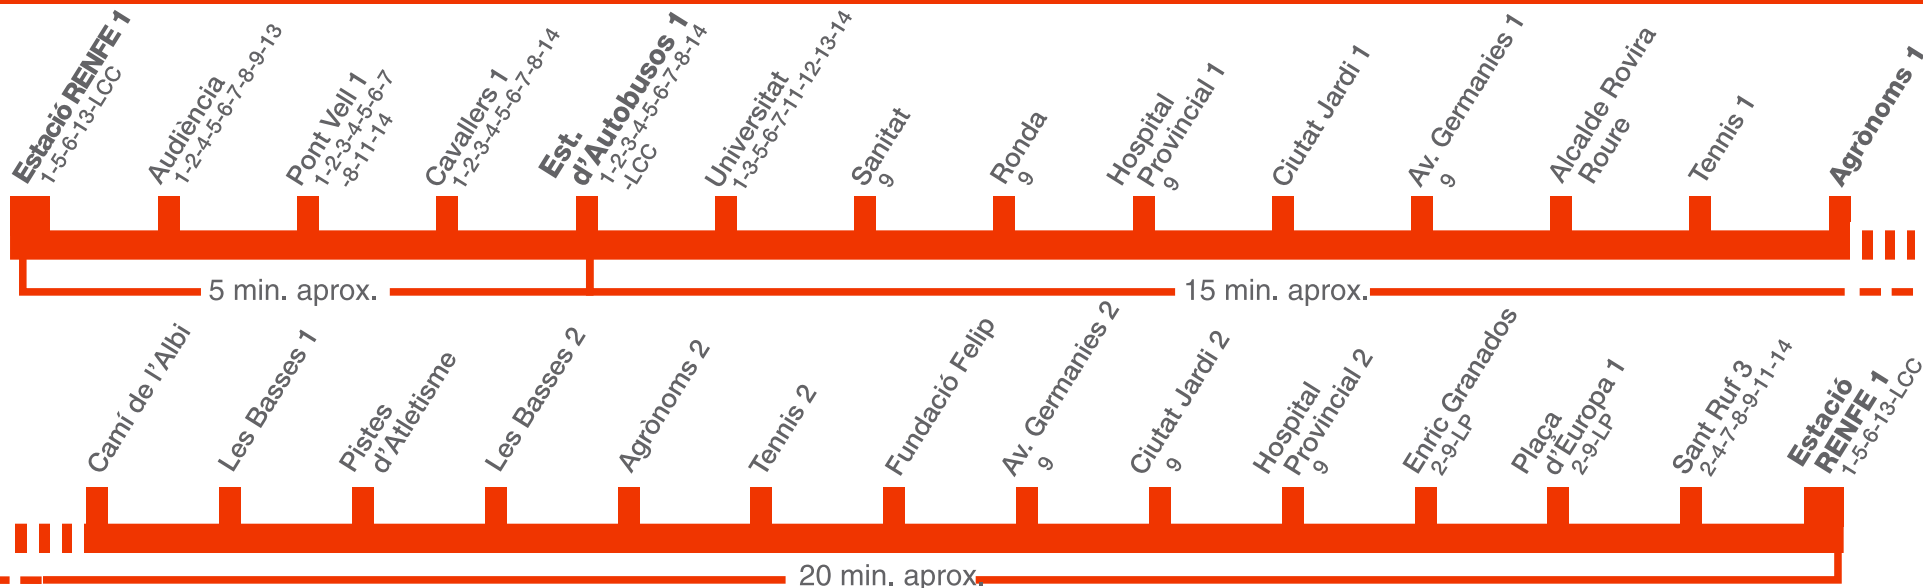 Estació RENFE 1
1-5-6-13-LCC
Audiència
1-2-4-5-6-7-8-9-13
Pont Vell 1
1-2-3-4-5-6-7
-8-11-14
Cavallers 1
1-2-3-4-5-6-7-8-14
Est.
d'Autobusos 1
1-2-3-4-5-6-7-8-14
-LCC
Universitat
1-3-5-6-7-11-12-13-14
Sanitat
9
Ronda
9
Hospital
Provincial 1
9
Ciutat Jardi 1
Av. Germanies 1
9
Alcalde Rovira
Roure
Tennis 1
Agrònoms 1
5 min. aprox.
15 min. aprox.
Camí de l'Albi
Les Basses 1
Pistes
d'Atletisme
Les Basses 2
Agrònoms 2
Tennis 2
Fundació Felip
Av. Germanies 2
9
Ciutat Jardi 2
9
Hospital
Provincial 2
9
Enric Granados
2-9-LP
Plaça
d'Europa 1
2-9-LP
Sant Ruf 3
2-4-7-8-9-11-14
Estació
RENFE 1
1-5-6-13-LCC
20 min. aprox.